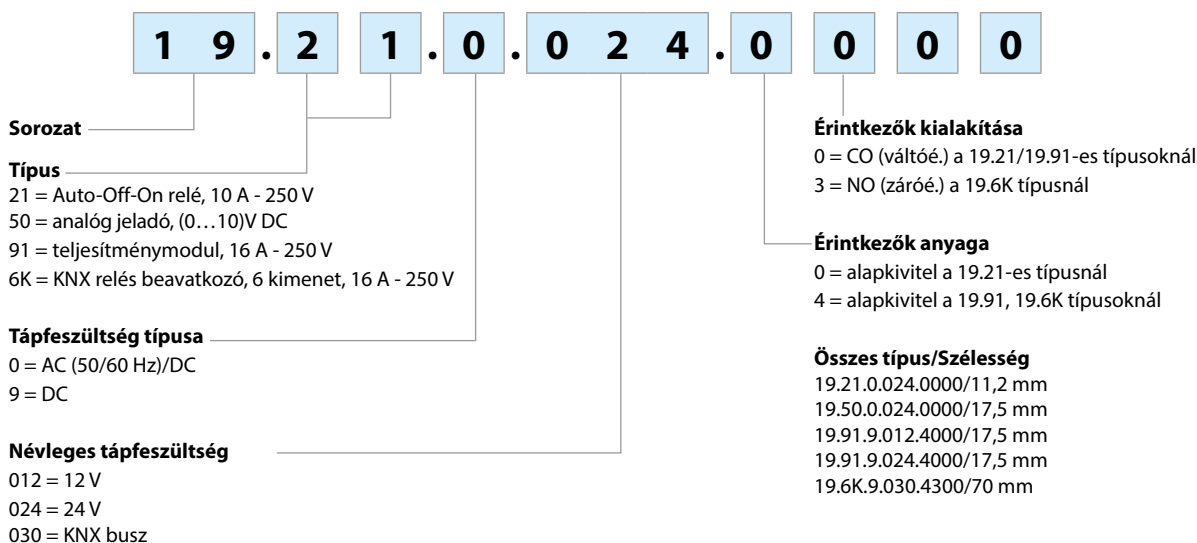 1 9 . 2 1 . 0 . 0 2 4 . 0 0 0 0
Sorozat
Típus
21 = Auto-Off-On relé, 10 A - 250 V
50 = analóg jeladó, (0…10)V DC
91 = teljesítménymodul, 16 A - 250 V
6K = KNX relés beavatkozó, 6 kimenet, 16 A - 250 V
Tápfeszültség típusa
0 = AC (50/60 Hz)/DC
9 = DC
Névleges tápfeszültség
012 = 12 V
024 = 24 V
030 = KNX busz
Érintkezők kialakítása
0 = CO (váltóé.) a 19.21/19.91-es típusoknál
3 = NO (záróé.) a 19.6K típusnál
Érintkezők anyaga
0 = alapkivitel a 19.21-es típusnál
4 = alapkivitel a 19.91, 19.6K típusoknál
Összes típus/Szélesség
19.21.0.024.0000/11,2 mm
19.50.0.024.0000/17,5 mm
19.91.9.012.4000/17,5 mm
19.91.9.024.4000/17,5 mm
19.6K.9.030.4300/70 mm